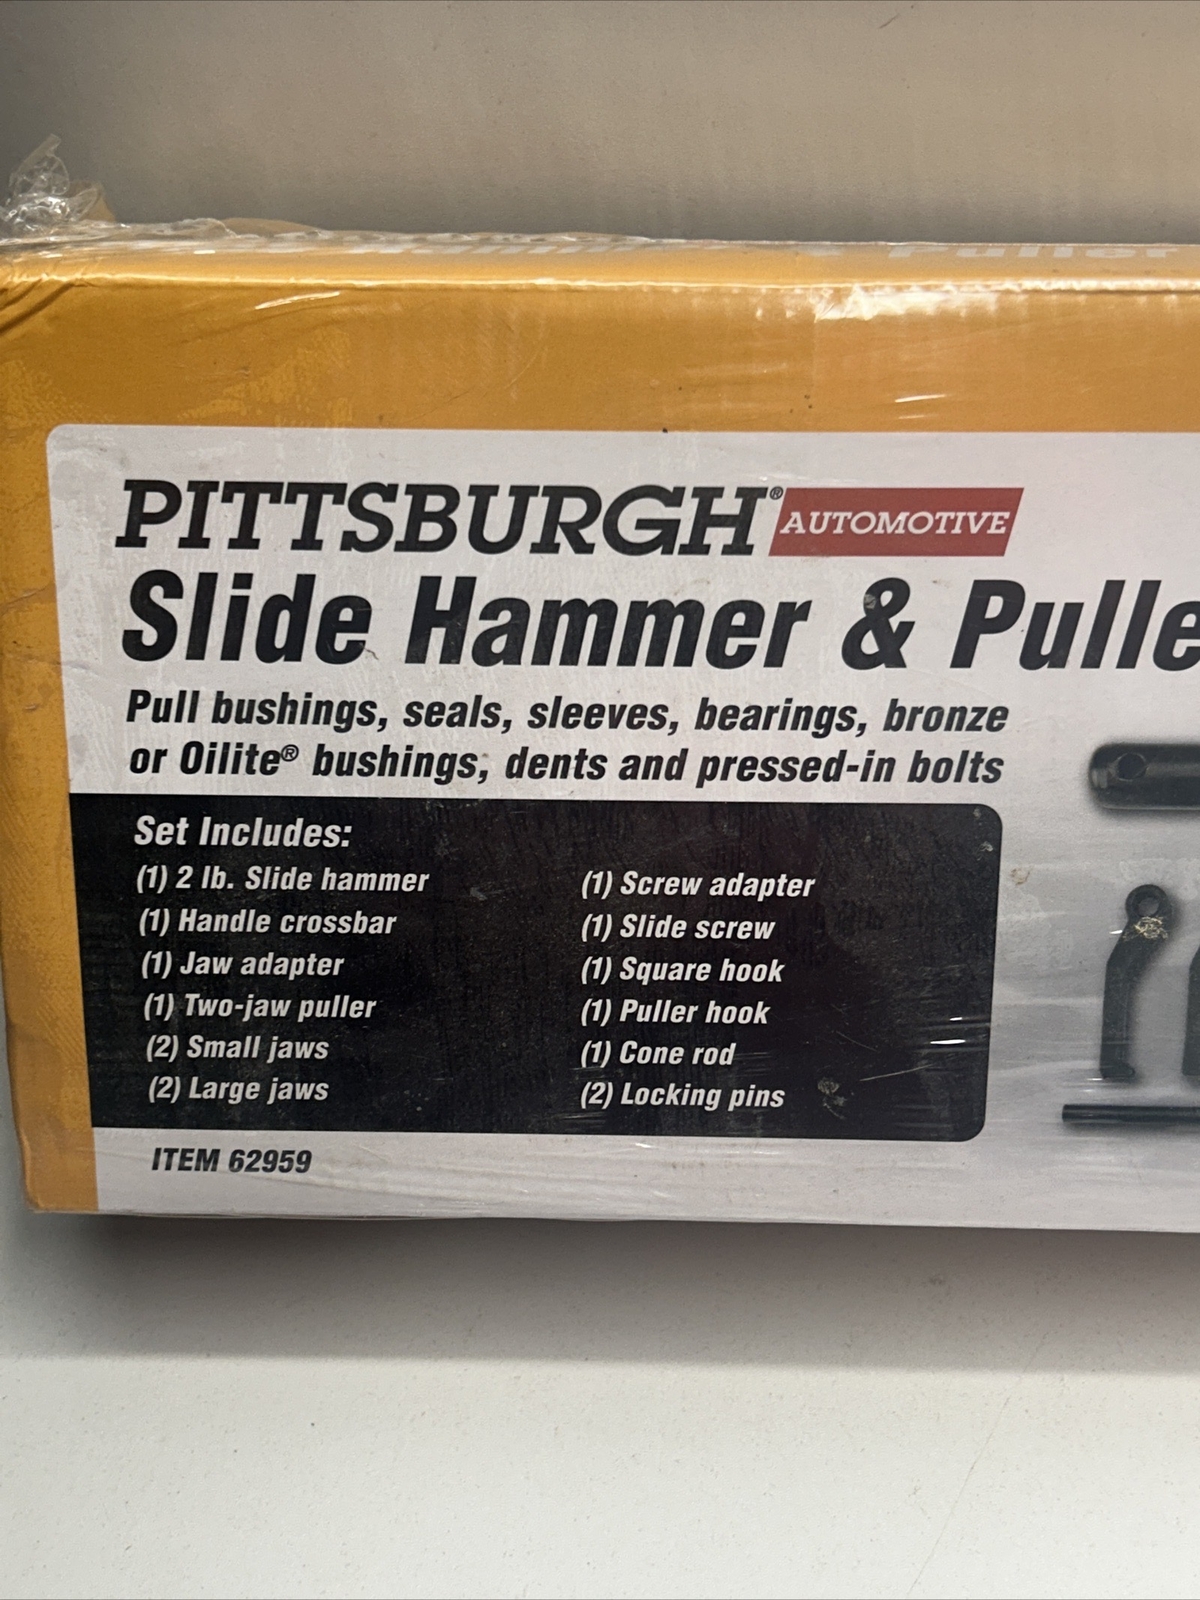 PITTSBURGH® AUTOMOTIVE
Slide Hammer & Pulle
Pull bushings, seals, sleeves, bearings, bronze
or Oilite® bushings, dents and pressed-in bolts
Set Includes:
(1) 2 lb. Slide hammer
(1) Handle crossbar
(1) Jaw adapter
(1) Two-jaw puller
(2) Small jaws
(2) Large jaws
(1) Screw adapter
(1) Slide screw
(1) Square hook
(1) Puller hook
(1) Cone rod
(2) Locking pins
ITEM 62959